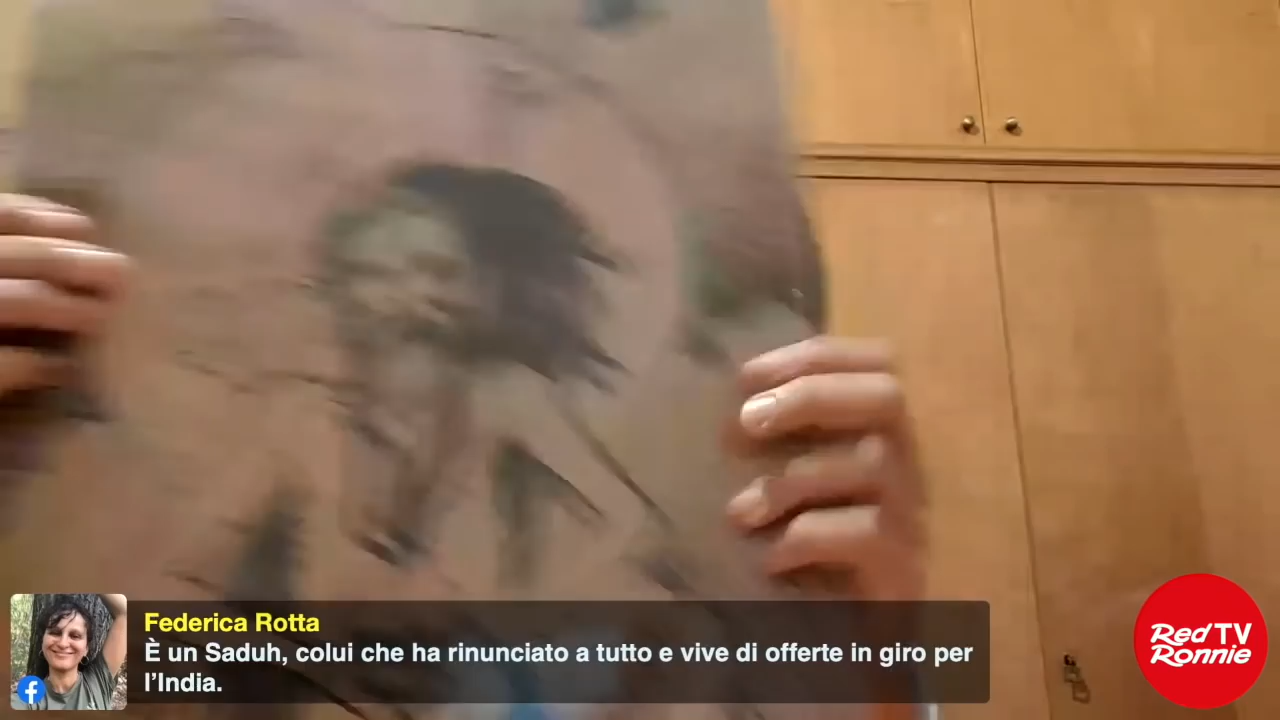 Federica Rotta
È un Saduh, colui che ha rinunciato a tutto e vive di offerte in giro per
l’India.
Red TV
Ronnie